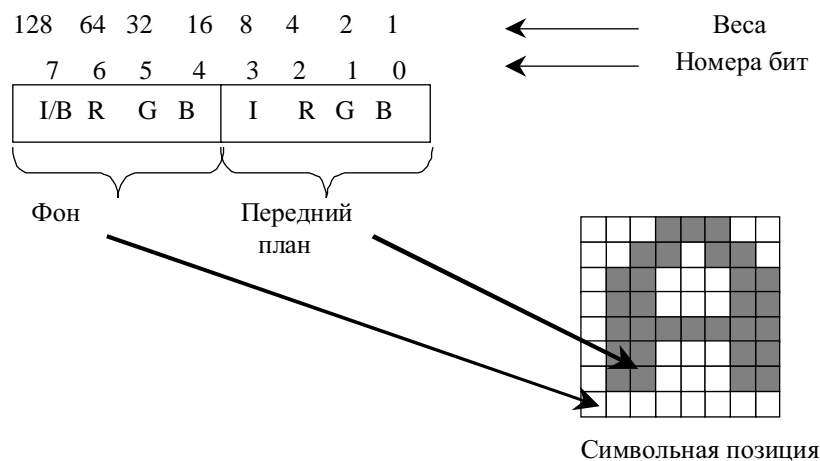 128 64 32 16 8 4 2 1 Веса
7 6 5 4 3 2 1 0 Номера бит
I/B R G B I R G B
Фон Передний
план
Символьная позиция